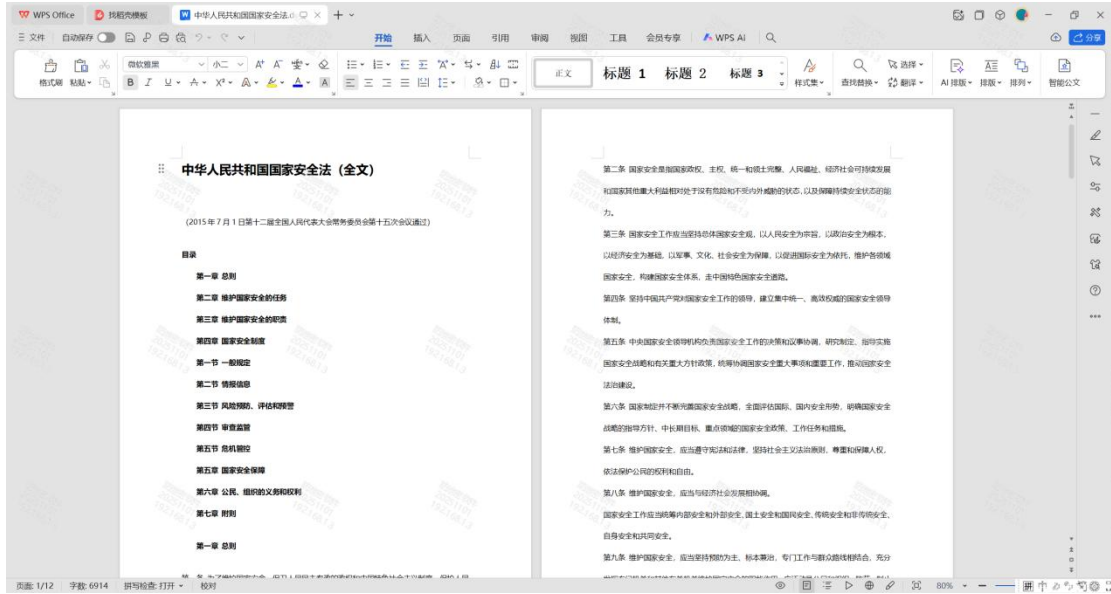 WPS Office
找稻壳模板
中华人民共和国国家安全法.d
文件 自动保存
开始 插入 页面 引用 审阅 视图 工具 会员专享 WPS AI
分享
格式刷 粘贴
微软雅黑 小二
正文 标题 1 标题 2 标题 3
样式集 查找替换 选择 翻译 AI 排版 排版 排列 智能公文
中华人民共和国国家安全法（全文）
(2015 年 7 月 1 日第十二届全国人民代表大会常务委员会第十五次会议通过)
目录
第一章 总则
第二章 维护国家安全的任务
第三章 维护国家安全的职责
第四章 国家安全制度
第一节 一般规定
第二节 情报信息
第三节 风险预防、评估和预警
第四节 审查监管
第五节 危机管控
第五章 国家安全保障
第六章 公民、组织的义务和权利
第七章 附则
第一章 总则
第二条 国家安全是指国家政权、主权、统一和领土完整、人民福祉、经济社会可持续发展
和国家其他重大利益相对处于没有危险和不受内外威胁的状态，以及保障持续安全状态的能
力。
第三条 国家安全工作应当坚持总体国家安全观，以人民安全为宗旨，以政治安全为根本，
以经济安全为基础，以军事、文化、社会安全为保障，以促进国际安全为依托，维护各领域
国家安全，构建国家安全体系，走中国特色国家安全道路。
第四条 坚持中国共产党对国家安全工作的领导，建立集中统一、高效权威的国家安全领导
体制。
第五条 中央国家安全领导机构负责国家安全工作的决策和议事协调，研究制定、指导实施
国家安全战略和有关重大方针政策，统筹协调国家安全重大事项和重要工作，推动国家安全
法治建设。
第六条 国家制定并不断完善国家安全战略，全面评估国际、国内安全形势，明确国家安全
战略的指导方针、中长期目标、重点领域的国家安全政策、工作任务和措施。
第七条 维护国家安全，应当遵守宪法和法律，坚持社会主义法治原则，尊重和保障人权，
依法保护公民的权利和自由。
第八条 维护国家安全，应当与经济社会发展相协调。
国家安全工作应当统筹内部安全和外部安全、国土安全和国民安全、传统安全和非传统安全、
自身安全和共同安全。
第九条 维护国家安全，应当坚持预防为主、标本兼治，专门工作与群众路线相结合，充分
页面: 1/12 字数: 6914 拼写检查: 打开 校对
80%